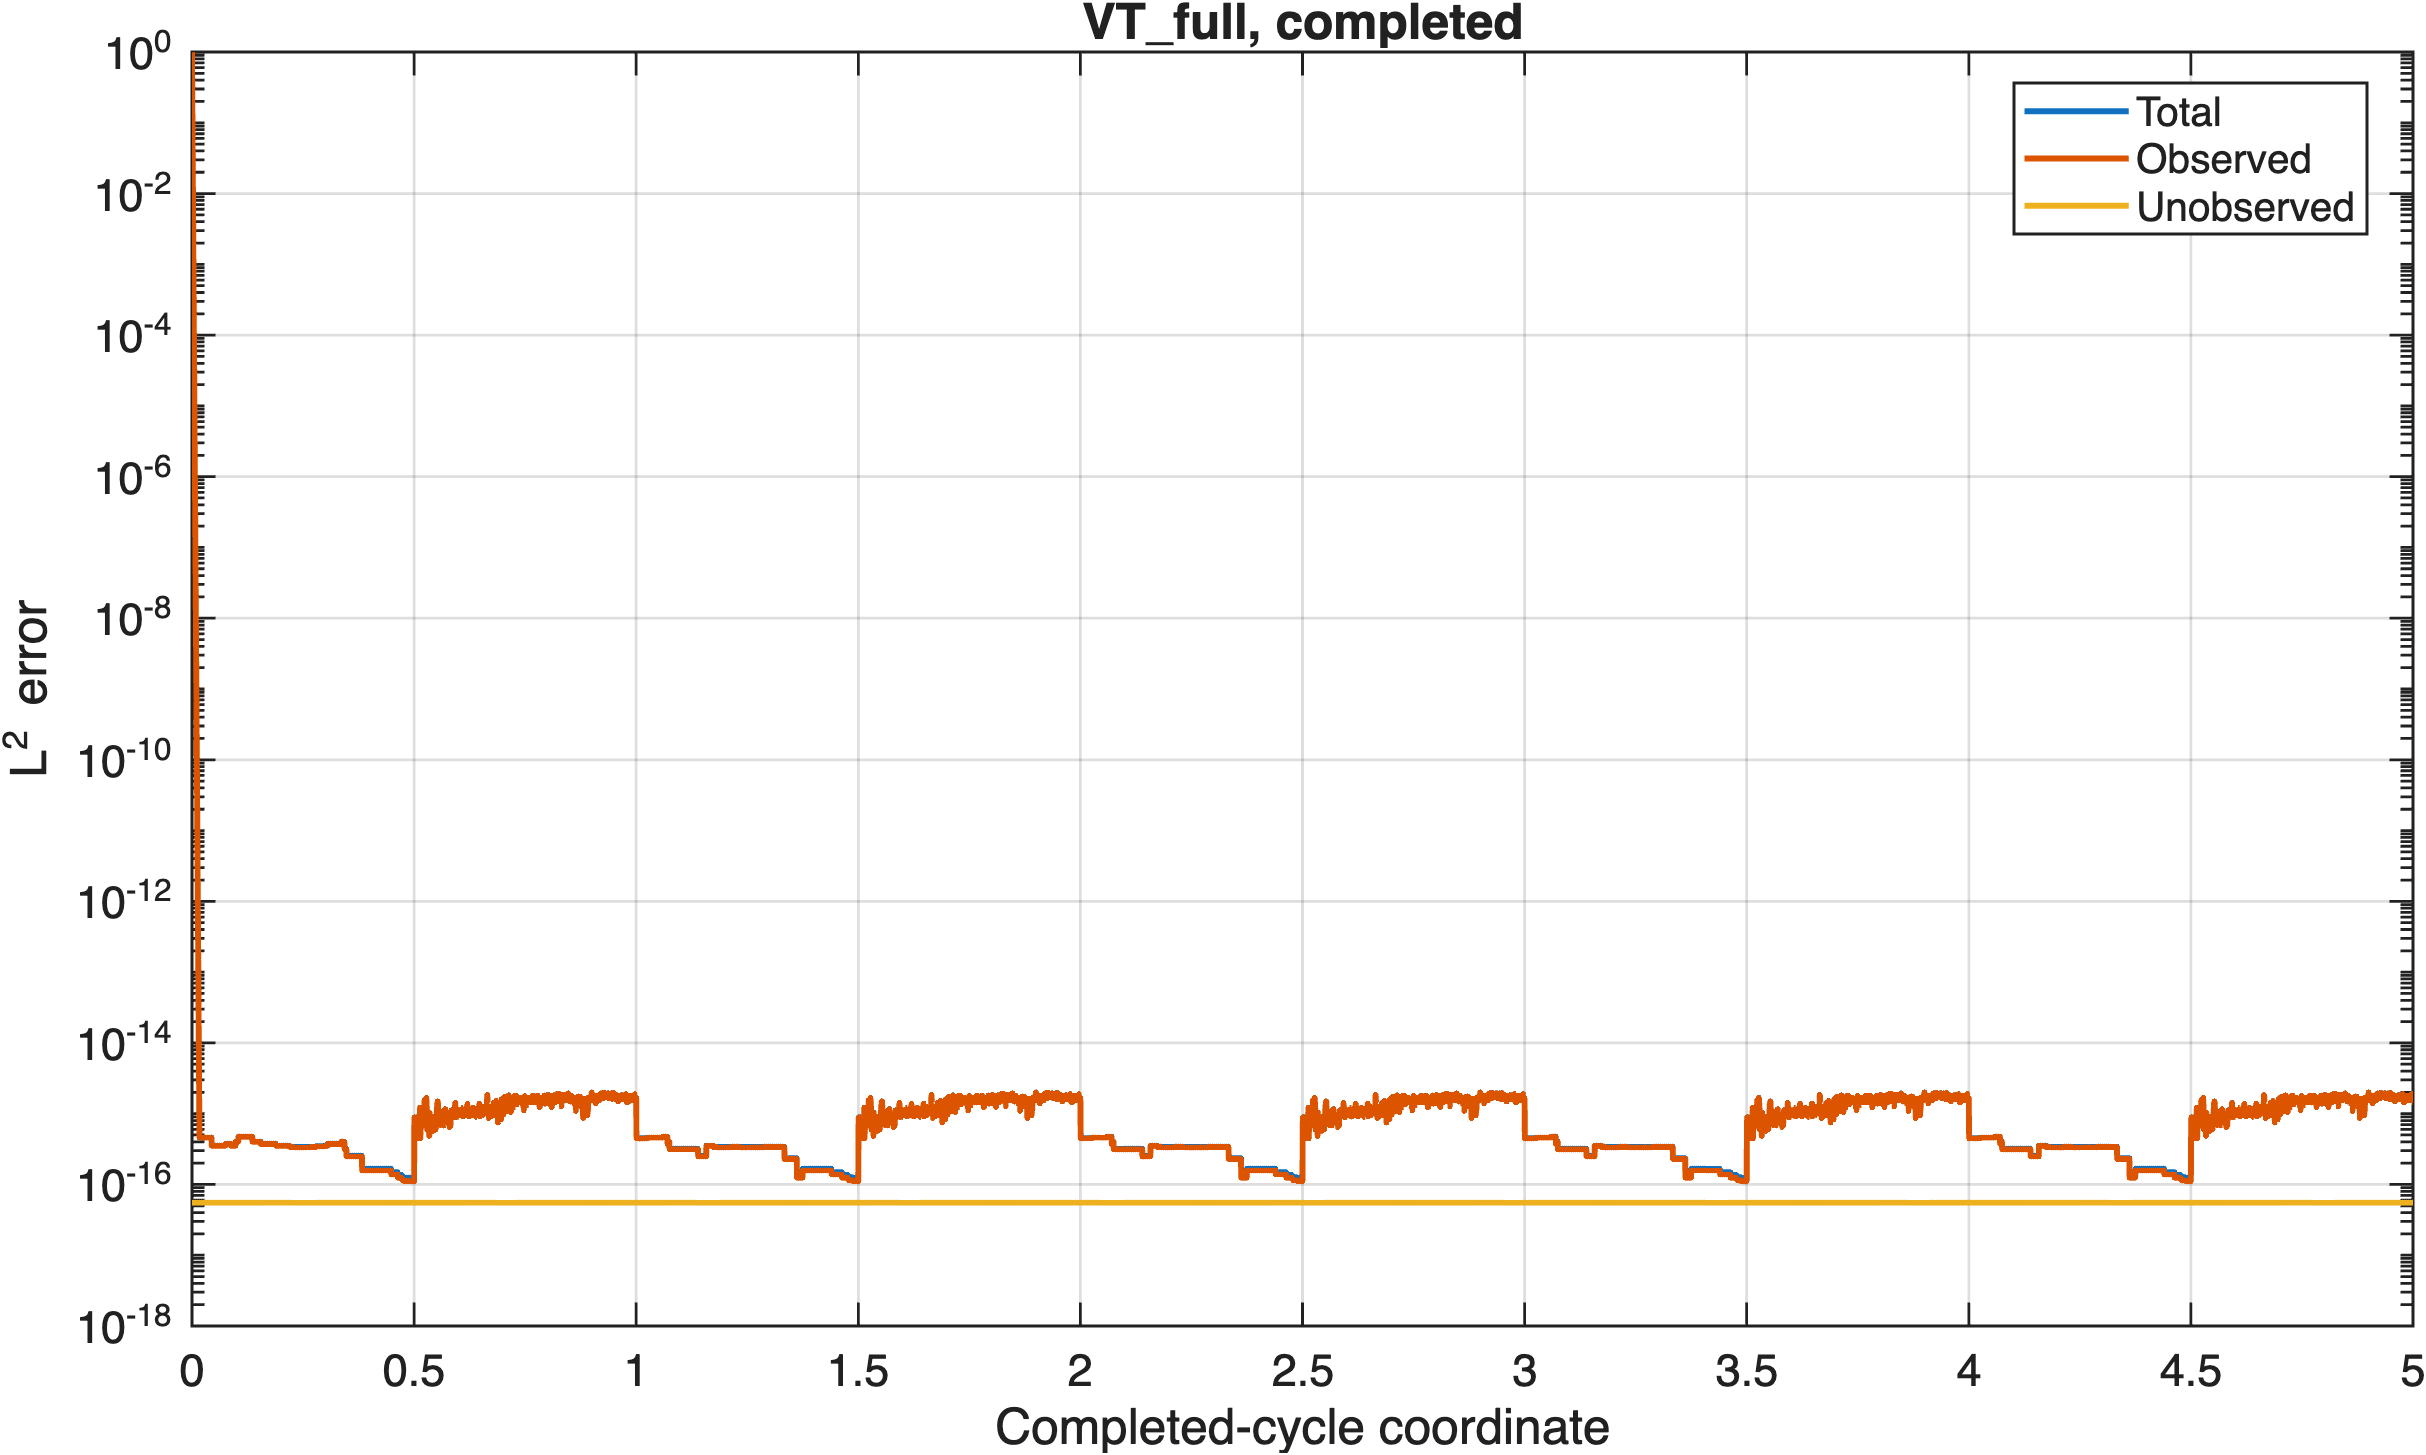 VT_full, completed
10^0
10^-2
10^-4
10^-6
10^-8
10^-10
10^-12
10^-14
10^-16
10^-18
L^2 error
Total
Observed
Unobserved
0 0.5 1 1.5 2 2.5 3 3.5 4 4.5 5
Completed-cycle coordinate